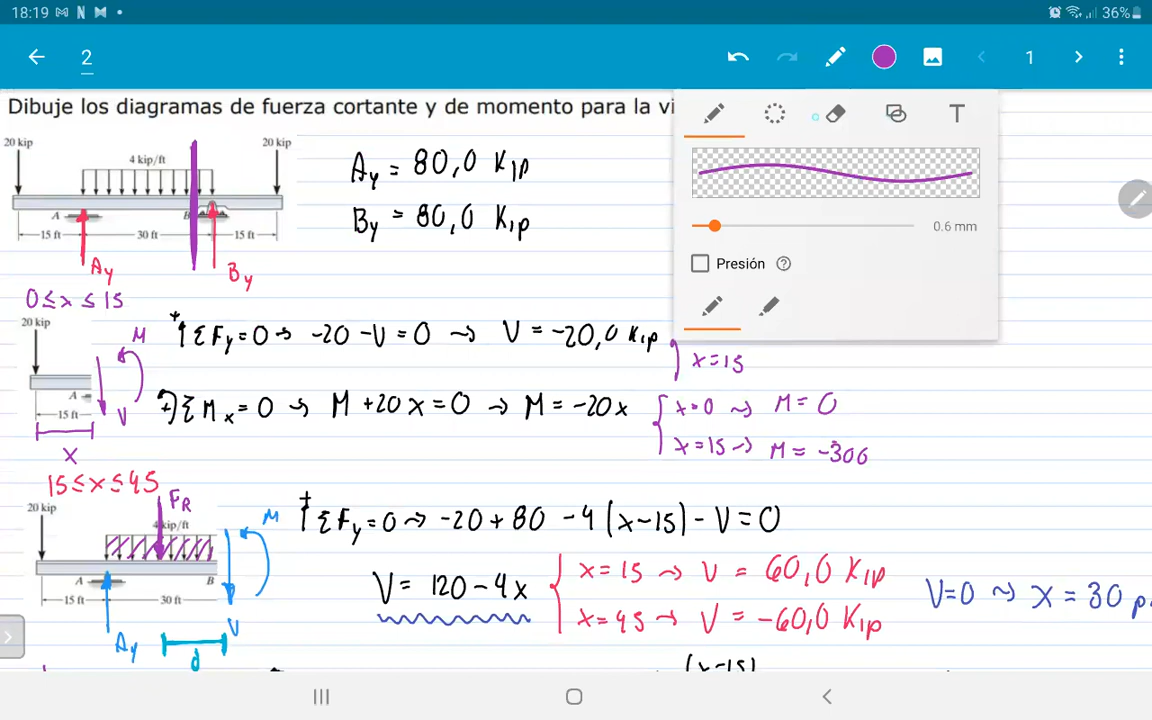 18:19
36%
2
1
Dibuje los diagramas de fuerza cortante y de momento para la vi
T
0.6 mm
Presión
?
20 kip
20 kip
4 kip/ft
A
B
15 ft
30 ft
15 ft
Ay
By
Ay = 80,0 Kip
By = 80,0 Kip
0 ≤ x ≤ 15
20 kip
M
A
15 ft
V
x
+↑ΣFy = 0 → -20 - V = 0 → V = -20,0 Kip
x = 15
+)ΣMx = 0 → M + 20x = 0 → M = -20x
x = 0 → M = 0
x = 15 → M = -300
15 ≤ x ≤ 45
20 kip
FR
4 kip/ft
M
A
B
15 ft
30 ft
V
Ay
d
+↑ΣFy = 0 → -20 + 80 - 4(x-15) - V = 0
V = 120 - 4x
x = 15 → V = 60,0 Kip
x = 45 → V = -60,0 Kip
V = 0 → x = 30 p
(x-15)